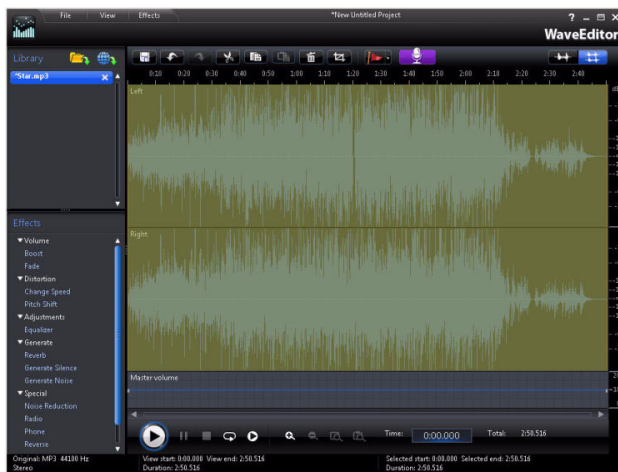 File View Effects *New Untitled Project ? – x
WaveEditor
Library
*Star.mp3 x
0:10 0:20 0:30 0:40 0:50 1:00 1:10 1:20 1:30 1:40 1:50 2:00 2:10 2:20 2:30 2:40
dB
Left
Right
Master volume
Effects
Volume
Boost
Fade
Distortion
Change Speed
Pitch Shift
Adjustments
Equalizer
Generate
Reverb
Generate Silence
Generate Noise
Special
Noise Reduction
Radio
Phone
Reverse
Time: 0:00.000 Total: 2:50.516
Original: MP3 44100 Hz
Stereo
View start: 0:00.000 View end: 2:50.516
Duration: 2:50.516
Selected start: 0:00.000 Selected end: 2:50.516
Duration: 2:50.516